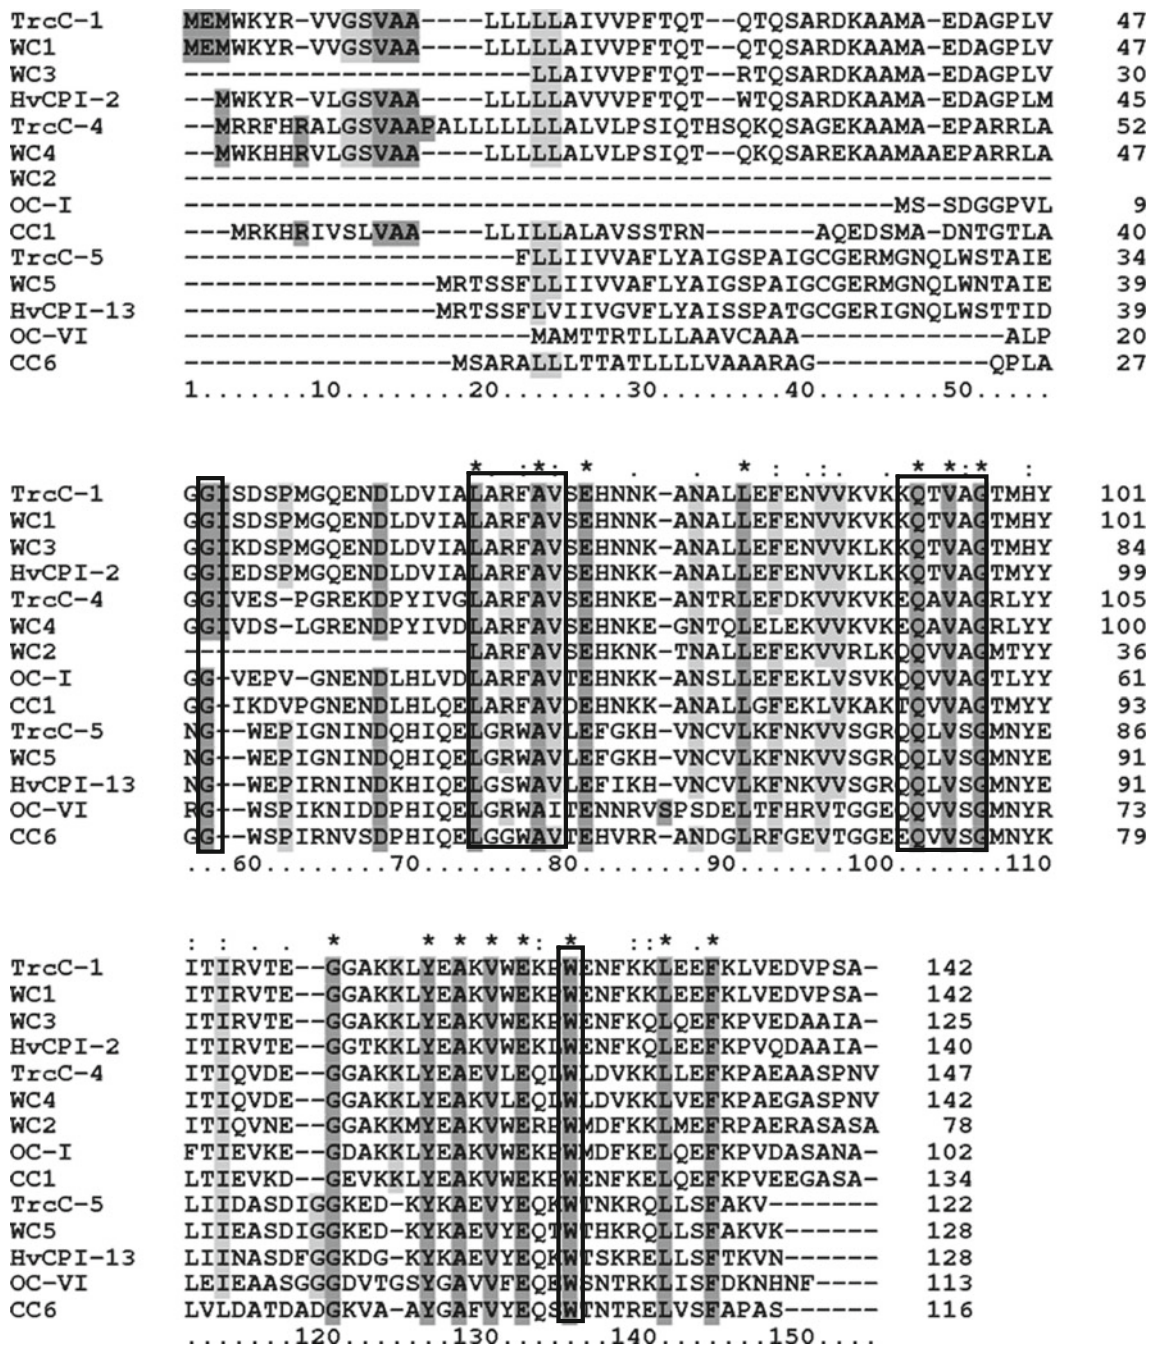 TrcC-1 MEMWKYR-VVGSVAA----LLLLLLAIVVPFTQT--QTQSARDKAAMA-EDAGPLV 47
WC1 MEMWKYR-VVGSVAA----LLLLLLAIVVPFTQT--QTQSARDKAAMA-EDAGPLV 47
WC3 ----------------------LLAIVVPFTQT--RTQSARDKAAMA-EDAGPLV 30
HvCPI-2 --MWKYR-VLGSVAA----LLLLLLAVVVPFTQT--WTQSARDKAAMA-EDAGPLM 45
TrcC-4 --MRRFHRALGSVAAPALLLLLLLLALVLPSIQTHSQKQSAGEKAAMA-EPARRLA 52
WC4 --MWKHHRVLGSVAA----LLLLLLALVLPSIQT--QKQSAREKAAMAAEPARRLA 47
WC2 -------------------------------------------------------
OC-I ---------------------------------------------MS-SDGGPVL 9
CC1 ---MRKHRIVSLVAA----LLILLALAVSSTRN-------AQEDSMA-DNTGTLA 40
TrcC-5 ---------------------FLLIIVVAFLYAIGSPAIGCGERMGNQLWSTAIE 34
WC5 ----------------MRTSSFLLIIVVAFLYAIGSPAIGCGERMGNQLWNTAIE 39
HvCPI-13 ----------------MRTSSFLVIIVGVFLYAISSPATGCGERIGNQLWSTTID 39
OC-VI ----------------------MAMTTRTLLLAAVCAAA-------------ALP 20
CC6 -----------------MSARALLLTTATLLLLVAAARAG-----------QPLA 27
1.......10........20........30........40........50.....
* :*: * . * : .:. . * *:* :
TrcC-1 GGISDSPMGQENDLDVIALARFAVSEHNNK-ANALLEFENVVKVKKQTVAGTMHY 101
WC1 GGISDSPMGQENDLDVIALARFAVSEHNNK-ANALLEFENVVKVKKQTVAGTMHY 101
WC3 GGIKDSPMGQENDLDVIALARFAVSEHNNK-ANALLEFENVVKLKKQTVAGTMHY 84
HvCPI-2 GGIEDSPMGQENDLDVIALARFAVSEHNKK-ANALLEFENVVKLKKQTVAGTMYY 99
TrcC-4 GGIVES-PGREKDPYIVGLARFAVSEHNKE-ANTRLEFDKVVKVKEQAVAGRLYY 105
WC4 GGIVDS-LGRENDPYIVDLARFAVSEHNKE-GNTQLELEKVVKVKEQAVAGRLYY 100
WC2 ------------------LARFAVSEHKNK-TNALLEFEKVVRLKQQVVAGMTYY 36
OC-I GG-VEPV-GNENDLHLVDLARFAVTEHNKK-ANSLLEFEKLVSVKQQVVAGTLYY 61
CC1 GG-IKDVPGNENDLHLQELARFAVDEHNKK-ANALLGFEKLVKAKTQVVAGTMYY 93
TrcC-5 NG--WEPIGNINDQHIQELGRWAVLEFGKH-VNCVLKFNKVVSGRQQLVSGMNYE 86
WC5 NG--WEPIGNINDQHIQELGRWAVLEFGKH-VNCVLKFNKVVSGRQQLVSGMNYE 91
HvCPI-13 NG--WEPIRNINDKHIQELGSWAVLEFIKH-VNCVLKFNKVVSGRQQLVSGMNYE 91
OC-VI RG--WSPIKNIDDPHIQELGRWAITENNRVSPSDELTFHRVTGGEQQVVSGMNYR 73
CC6 GG--WSPIRNVSDPHIQELGGWAVTEHVRR-ANDGLRFGEVTGGEEQVVSGMNYK 79
...60........70........80........90.......100.......110
: : . . * * * * *: * ::* .*
TrcC-1 ITIRVTE--GGAKKLYEAKVWEKPWENFKKLEEFKLVEDVPSA- 142
WC1 ITIRVTE--GGAKKLYEAKVWEKPWENFKKLEEFKLVEDVPSA- 142
WC3 ITIRVTE--GGAKKLYEAKVWEKPWENFKQLQEFKPVEDAAIA- 125
HvCPI-2 ITIRVTE--GGTKKLYEAKVWEKLWENFKQLEEFKPVQDAAIA- 140
TrcC-4 ITIQVDE--GGAKKLYEAEVLEQLWLDVKKLLEFKPAEAASPNV 147
WC4 ITIQVDE--GGAKKLYEAEVLEQLWLDVKKLVEFKPAEGASPNV 142
WC2 ITIQVNE--GGAKKMYEAKVWERPWMDFKKLMEFRPAERASASA 78
OC-I FTIEVKE--GDAKKLYEAKVWEKPWMDFKELQEFKPVDASANA- 102
CC1 LTIEVKD--GEVKKLYEAKVWEKPWENFKELQEFKPVEEGASA- 134
TrcC-5 LIIDASDIGGKED-KYKAEVYEQKWTNKRQLLSFAKV------- 122
WC5 LIIEASDIGGKED-KYKAEVYEQTWTHKRQLLSFAKVK------ 128
HvCPI-13 LIINASDFGGKDG-KYKAEVYEQKWTSKRELLSFTKVN------ 128
OC-VI LEIEAASGGGDVTGSYGAVVFEQEWSNTRKLISFDKNHNF---- 113
CC6 LVLDATDADGKVA-AYGAFVYEQSWTNTRELVSFAPAS------ 116
.......120.......130.......140.......150....